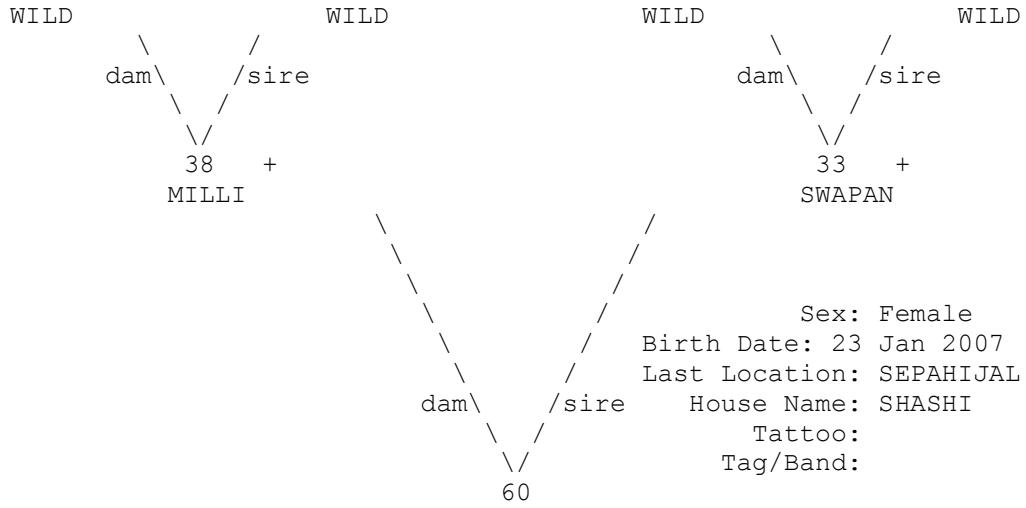 WILD WILD WILD WILD
\ / \ /
dam\ /sire dam\ /sire
\ / \ /
\/ \/
38 + 33 +
MILLI SWAPAN
\ /
\ /
\ /
\ /
\ / Sex: Female
\ / Birth Date: 23 Jan 2007
\ / Last Location: SEPAHIJAL
dam\ /sire House Name: SHASHI
\ / Tattoo:
\/ Tag/Band:
60